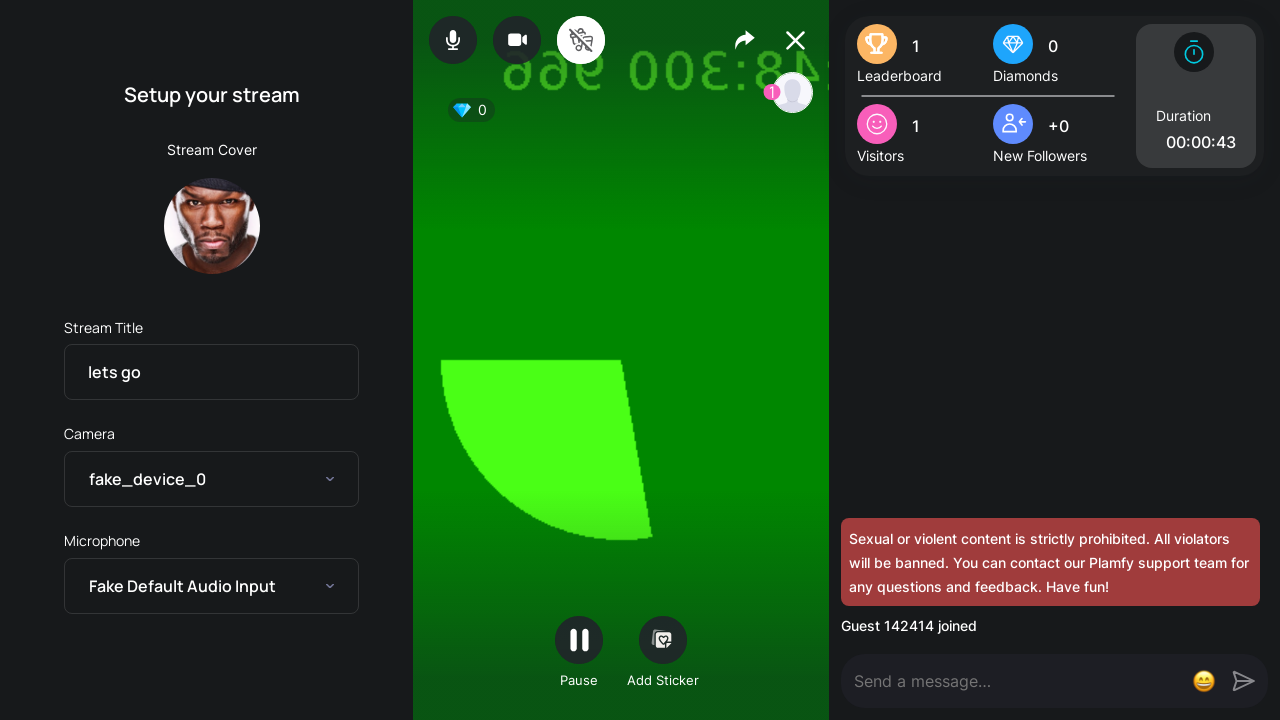 Setup your stream
Stream Cover
Stream Title
lets go
Camera
fake_device_0
Microphone
Fake Default Audio Input
:48:300 966
1
0
Pause
Add Sticker
1
Leaderboard
0
Diamonds
1
Visitors
+0
New Followers
Duration
00:00:43
Sexual or violent content is strictly prohibited. All violators
will be banned. You can contact our Plamfy support team for
any questions and feedback. Have fun!
Guest 142414 joined
Send a message...